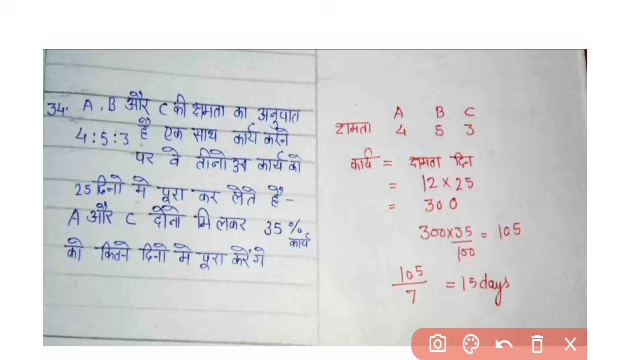 34. A, B और C की क्षमता का अनुपात
4:5:3 है एक साथ कार्य करने
पर वे तीनो उस कार्य को
25 दिनो मे पूरा कर लेते है -
A और C दोनो मिलकर 35 %
कार्य
को कितने दिनो मे पूरा करेंगे
A B C
क्षमता 4 5 3
कार्य = क्षमता दिन
= 12 × 25
= 300
300×35/100 = 105
105/7 = 15 days